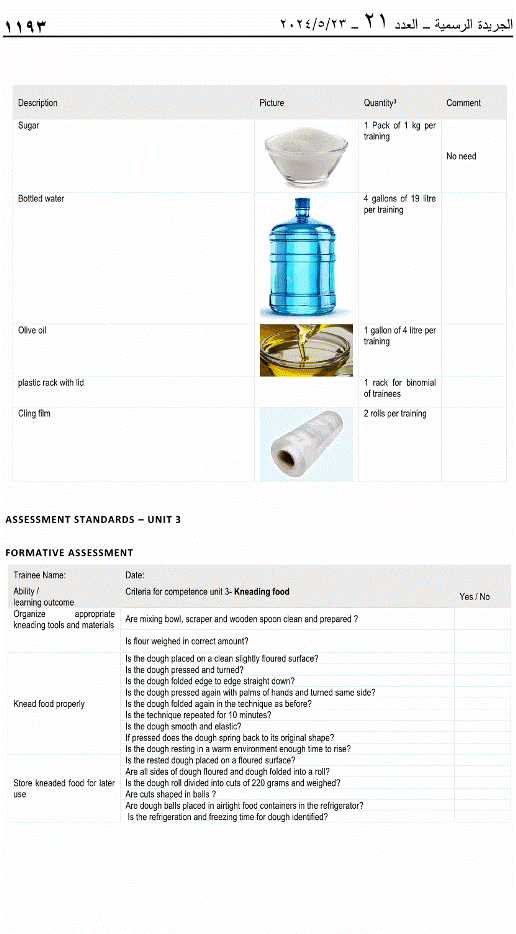 ١١٩٣ الجريدة الرسمية – العدد ٢١ – ٢٠٢٤/٥/٢٣
Description Picture Quantity³ Comment
Sugar 1 Pack of 1 kg per
training
No need
Bottled water 4 gallons of 19 litre
per training
Olive oil 1 gallon of 4 litre per
training
plastic rack with lid 1 rack for binomial
of trainees
Cling film 2 rolls per training
ASSESSMENT STANDARDS – UNIT 3
FORMATIVE ASSESSMENT
Trainee Name: Date:
Ability /
learning outcome
Criteria for competence unit 3- Kneading food
Yes / No
Organize appropriate
kneading tools and materials
Are mixing bowl, scraper and wooden spoon clean and prepared ?
Is flour weighed in correct amount?
Knead food properly
Is the dough placed on a clean slightly floured surface?
Is the dough pressed and turned?
Is the dough folded edge to edge straight down?
Is the dough pressed again with palms of hands and turned same side?
Is the dough folded again in the technique as before?
Is the technique repeated for 10 minutes?
Is the dough smooth and elastic?
If pressed does the dough spring back to its original shape?
Is the dough resting in a warm environment enough time to rise?
Store kneaded food for later
use
Is the rested dough placed on a floured surface?
Are all sides of dough floured and dough folded into a roll?
Is the dough roll divided into cuts of 220 grams and weighed?
Are cuts shaped in balls ?
Are dough balls placed in airtight food containers in the refrigerator?
Is the refrigeration and freezing time for dough identified?